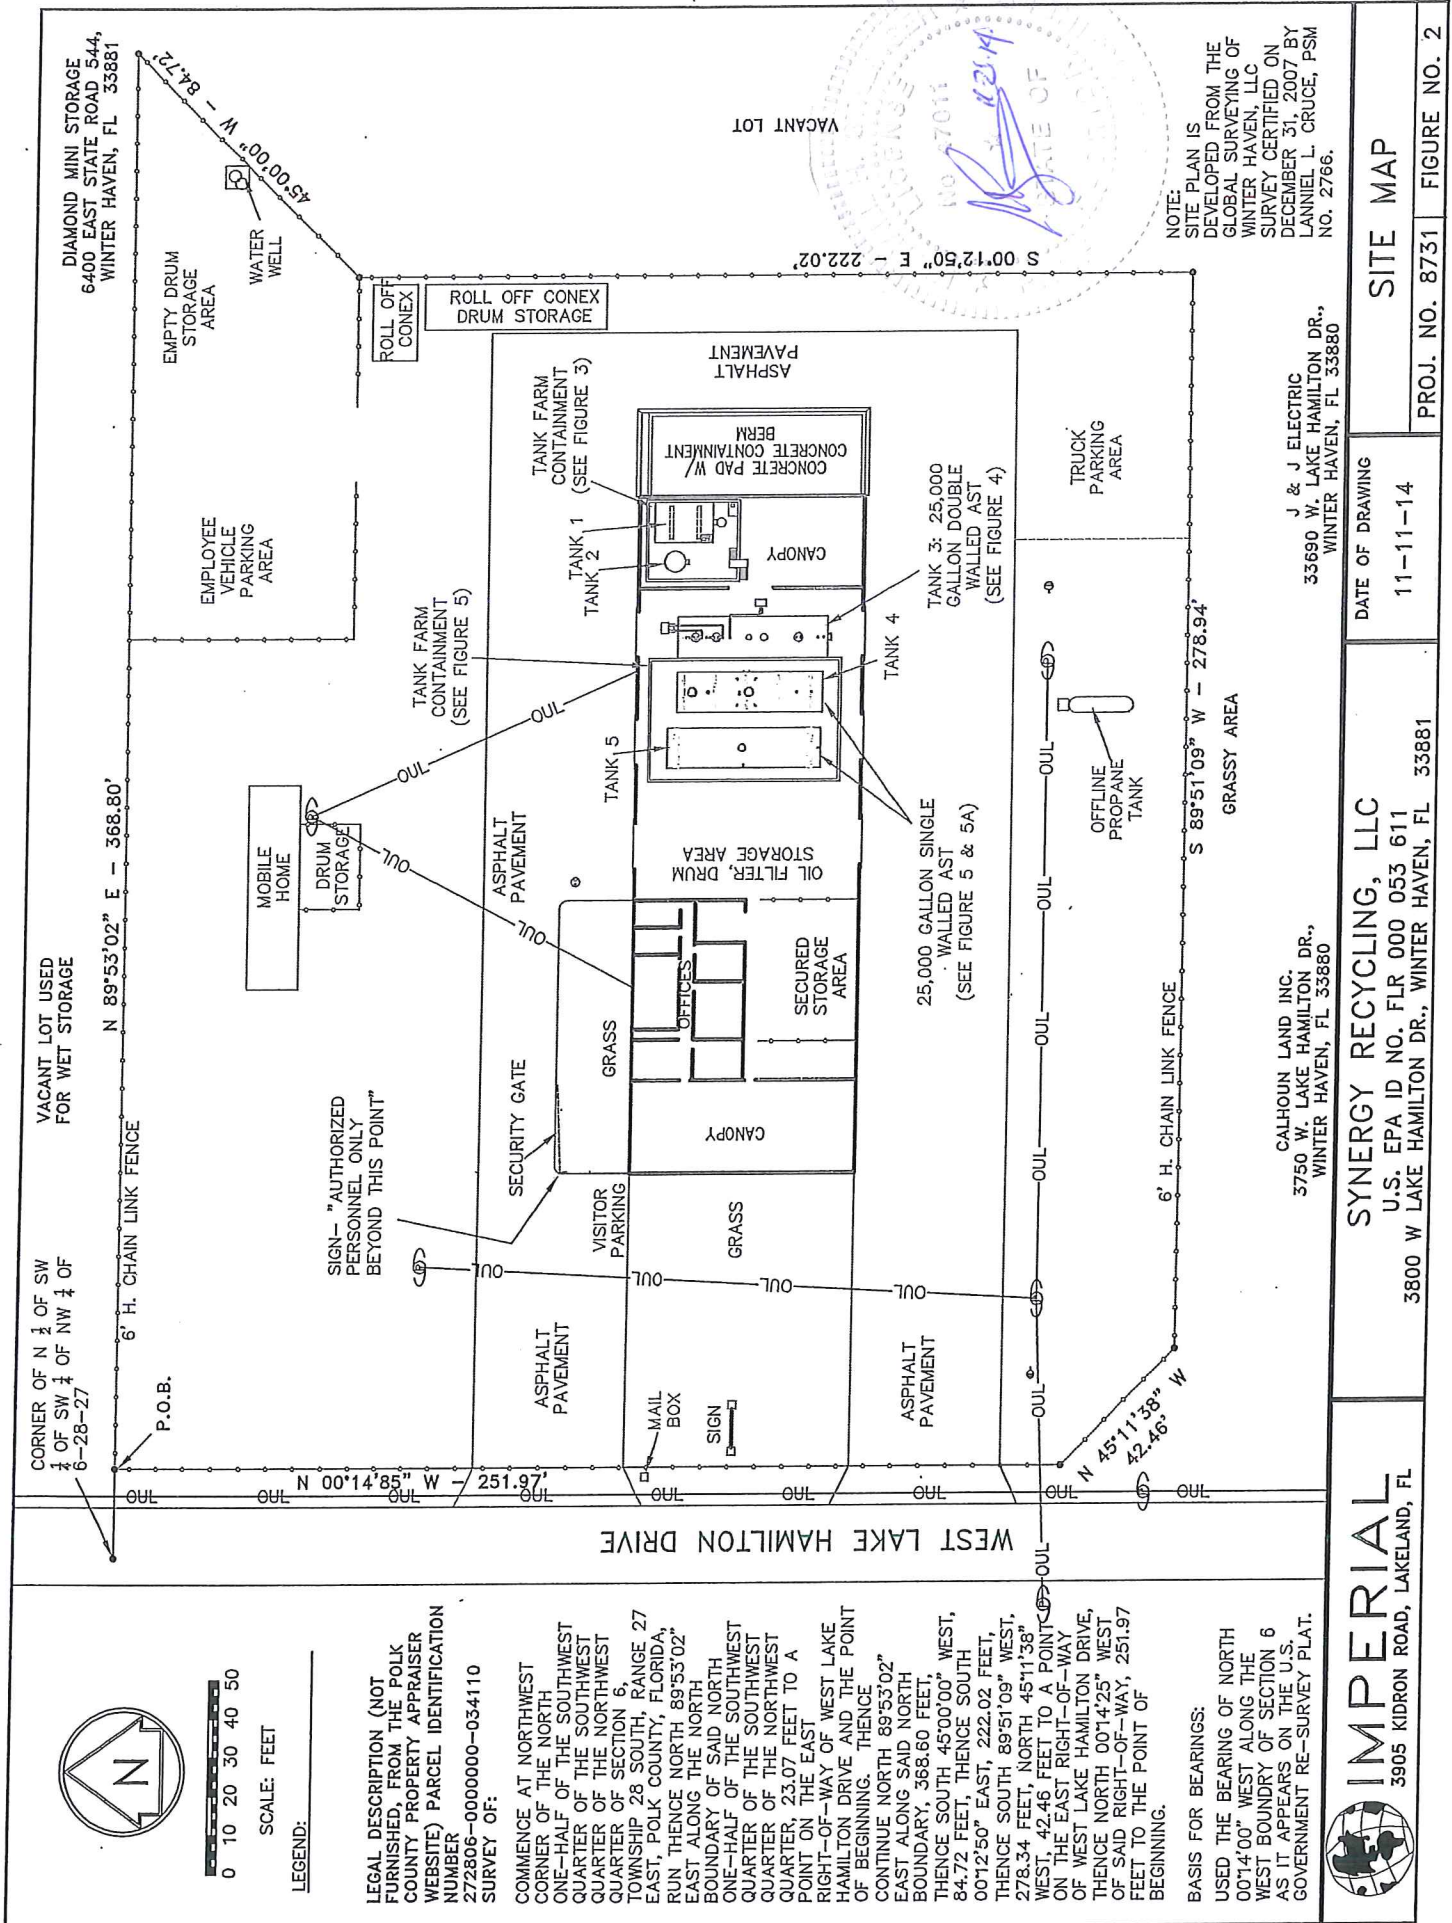 N
0 10 20 30 40 50
SCALE: FEET
LEGEND:
LEGAL DESCRIPTION (NOT
FURNISHED, FROM THE POLK
COUNTY PROPERTY APPRAISER
WEBSITE) PARCEL IDENTIFICATION
NUMBER
272806-000000-034110
SURVEY OF:
COMMENCE AT NORTHWEST
CORNER OF THE NORTH
ONE-HALF OF THE SOUTHWEST
QUARTER OF THE SOUTHWEST
QUARTER OF THE NORTHWEST
QUARTER OF SECTION 6,
TOWNSHIP 28 SOUTH, RANGE 27
EAST, POLK COUNTY, FLORIDA,
RUN THENCE NORTH 89°53'02"
EAST ALONG THE NORTH
BOUNDARY OF SAID NORTH
ONE-HALF OF THE SOUTHWEST
QUARTER OF THE SOUTHWEST
QUARTER OF THE NORTHWEST
QUARTER, 23.07 FEET TO A
POINT ON THE EAST
RIGHT-OF-WAY OF WEST LAKE
HAMILTON DRIVE AND THE POINT
OF BEGINNING. THENCE
CONTINUE NORTH 89°53'02"
EAST ALONG SAID NORTH
BOUNDARY, 368.60 FEET,
THENCE SOUTH 45°00'00" WEST,
84.72 FEET, THENCE SOUTH
00°12'50" EAST, 222.02 FEET,
THENCE SOUTH 89°51'09" WEST,
278.34 FEET, NORTH 45°11'38"
WEST, 42.46 FEET TO A POINT
ON THE EAST RIGHT-OF-WAY
OF WEST LAKE HAMILTON DRIVE,
THENCE NORTH 00°14'25" WEST
OF SAID RIGHT-OF-WAY, 251.97
FEET TO THE POINT OF
BEGINNING.
BASIS FOR BEARINGS:
USED THE BEARING OF NORTH
00°14'00" WEST ALONG THE
WEST BOUNDRY OF SECTION 6
AS IT APPEARS ON THE U.S.
GOVERNMENT RE-SURVEY PLAT.
CORNER OF N ½ OF SW
¼ OF SW ¼ OF NW ¼ OF
6-28-27
P.O.B.
VACANT LOT USED
FOR WET STORAGE
6' H. CHAIN LINK FENCE
N 89°53'02" E - 368.80'
DIAMOND MINI STORAGE
6400 EAST STATE ROAD 544,
WINTER HAVEN, FL 33881
45°00'00" W - 84.72'
EMPTY DRUM
STORAGE
AREA
WATER
WELL
EMPLOYEE
VEHICLE
PARKING
AREA
ROLL OFF
CONEX
ROLL OFF CONEX
DRUM STORAGE
MOBILE
HOME
DRUM
STORAGE
SIGN- "AUTHORIZED
PERSONNEL ONLY
BEYOND THIS POINT"
SECURITY GATE
TANK FARM
CONTAINMENT
(SEE FIGURE 5)
TANK FARM
CONTAINMENT
(SEE FIGURE 3)
OUL
OUL
OUL
OUL
ASPHALT
PAVEMENT
ASPHALT
PAVEMENT
ASPHALT
PAVEMENT
N 00°14'85" W - 251.97'
OUL
OUL
OUL
OUL
OUL
OUL
OUL
OUL
OUL
WEST LAKE HAMILTON DRIVE
VISITOR
PARKING
GRASS
GRASS
TANK 5
TANK 2
TANK 1
OFFICES
CANOPY
SECURED
STORAGE
AREA
OIL FILTER, DRUM
STORAGE AREA
CANOPY
CONCRETE PAD W/
CONCRETE CONTAINMENT
BERM
MAIL
BOX
SIGN
OUL
OUL
OUL
OUL
ASPHALT
PAVEMENT
TANK 4
TANK 3: 25,000
GALLON DOUBLE
WALLED AST
(SEE FIGURE 4)
25,000 GALLON SINGLE
WALLED AST
(SEE FIGURE 5 & 5A)
S 00°12'50" E - 222.02'
VACANT LOT
OUL
OUL
OUL
OUL
OUL
OUL
OFFLINE
PROPANE
TANK
TRUCK
PARKING
AREA
N 45°11'38" W
42.46'
6' H. CHAIN LINK FENCE
S 89°51'09" W - 278.94'
GRASSY AREA
LICENSE
STATE OF
NOTE:
SITE PLAN IS
DEVELOPED FROM THE
GLOBAL SURVEYING OF
WINTER HAVEN, LLC
SURVEY CERTIFIED ON
DECEMBER 31, 2007 BY
LANNIEL L. CRUCE, PSM
NO. 2766.
CALHOUN LAND INC.
3750 W. LAKE HAMILTON DR.,
WINTER HAVEN, FL 33880
J & J ELECTRIC
33690 W. LAKE HAMILTON DR.,
WINTER HAVEN, FL 33880
IMPERIAL
3905 KIDRON ROAD, LAKELAND, FL
SYNERGY RECYCLING, LLC
U.S. EPA ID NO. FLR 000 053 611
3800 W LAKE HAMILTON DR., WINTER HAVEN, FL 33881
DATE OF DRAWING
11-11-14
SITE MAP
PROJ. NO. 8731
FIGURE NO. 2